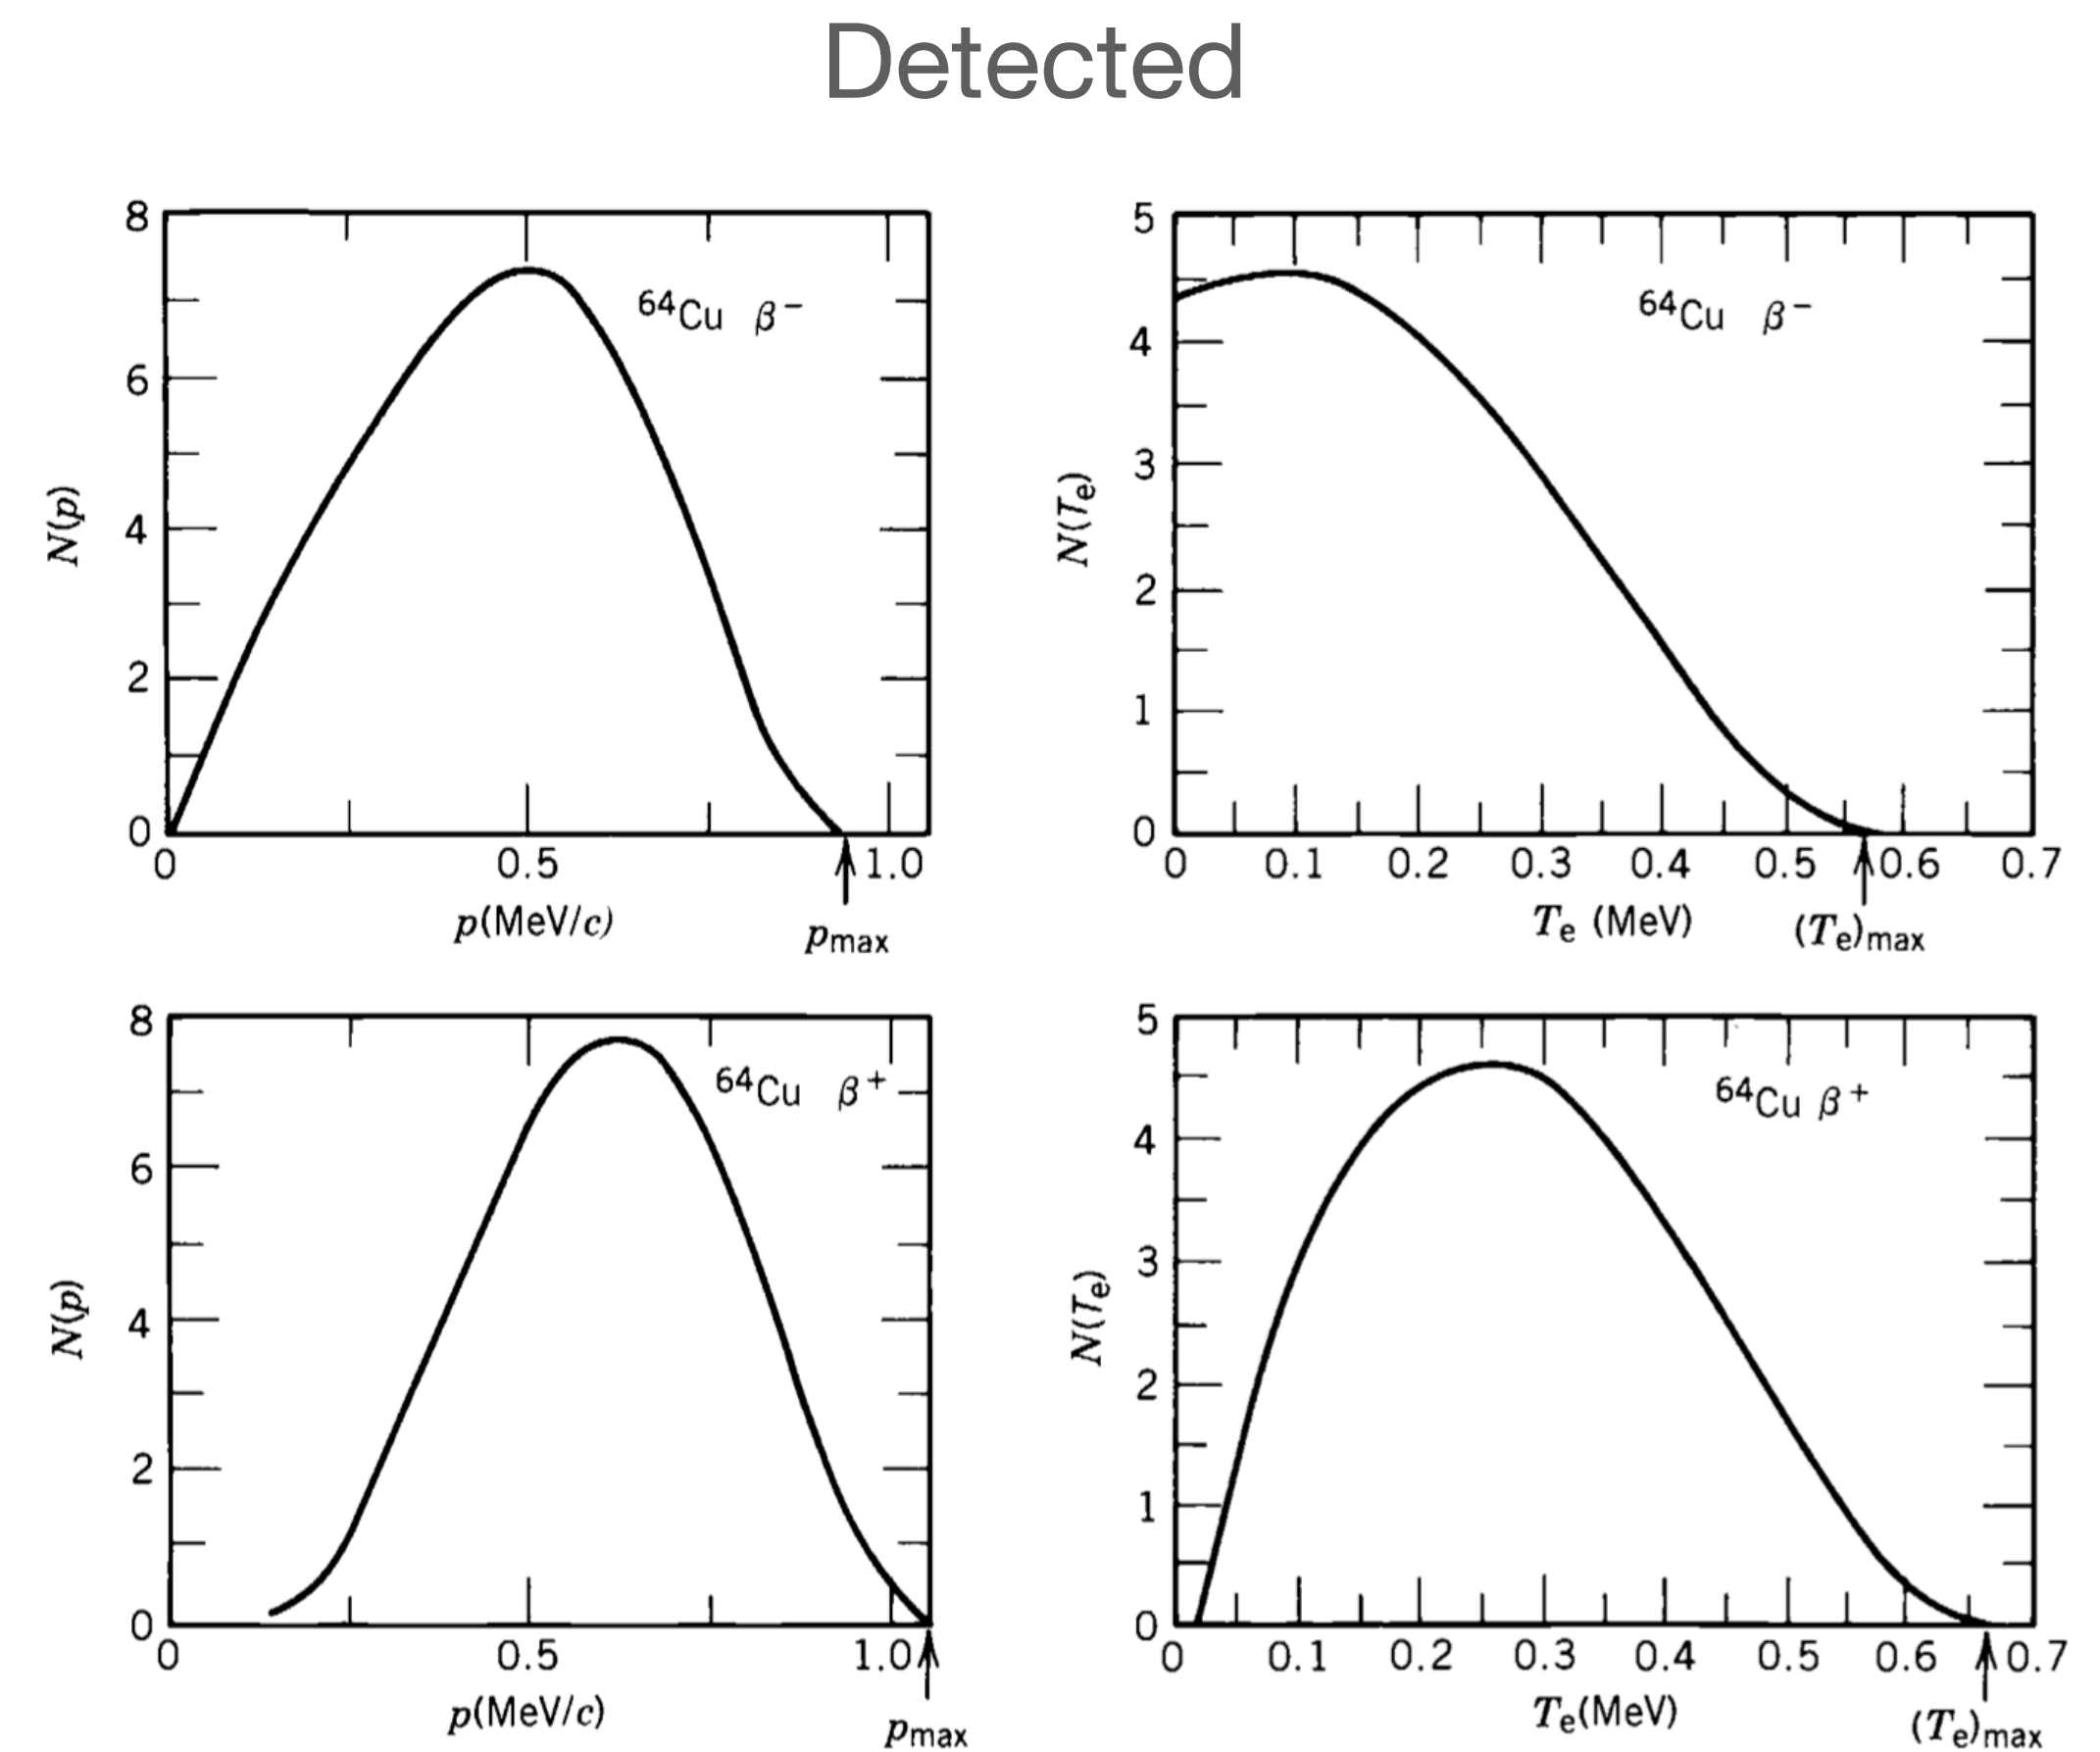 Detected
8
6
4
2
0
N(p)
⁶⁴Cu β⁻
0 0.5 1.0
p(MeV/c)
pmax
5
4
3
2
1
0
N(Te)
⁶⁴Cu β⁻
0 0.1 0.2 0.3 0.4 0.5 0.6 0.7
Te (MeV)
(Te)max
8
6
4
2
0
N(p)
⁶⁴Cu β⁺
0 0.5 1.0
p(MeV/c)
pmax
5
4
3
2
1
0
N(Te)
⁶⁴Cu β⁺
0 0.1 0.2 0.3 0.4 0.5 0.6 0.7
Te(MeV)
(Te)max